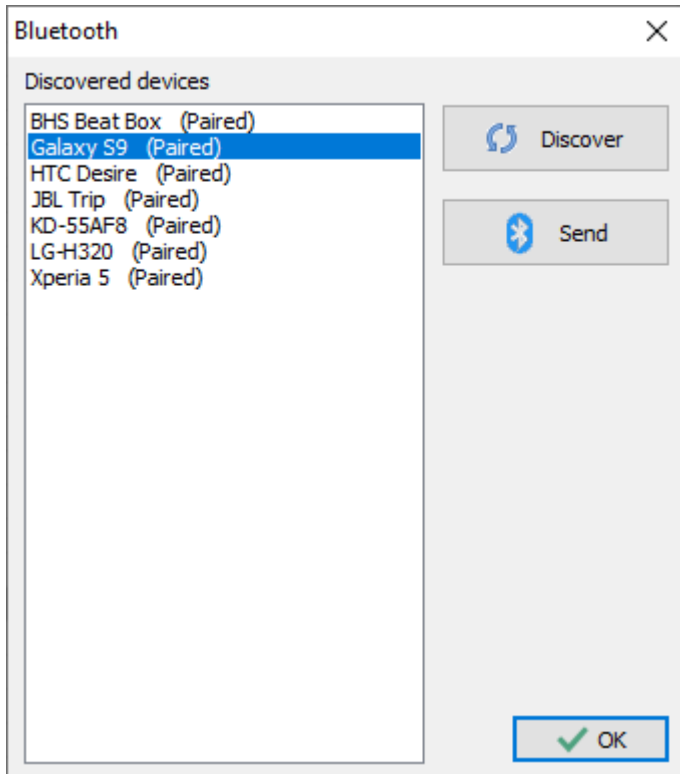 Bluetooth
Discovered devices
BHS Beat Box (Paired)
Galaxy S9 (Paired)
HTC Desire (Paired)
JBL Trip (Paired)
KD-55AF8 (Paired)
LG-H320 (Paired)
Xperia 5 (Paired)
Discover
Send
OK